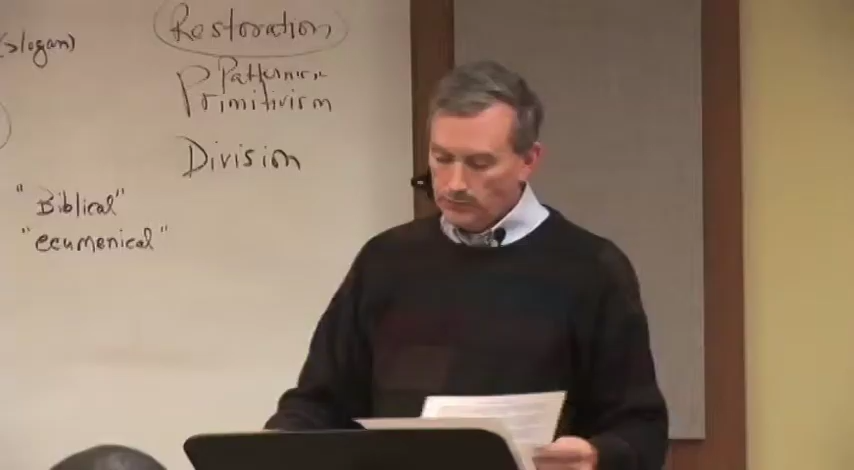 (slogan)
Restoration
Patternism
Primitivism
Division
"Biblical"
"ecumenical"